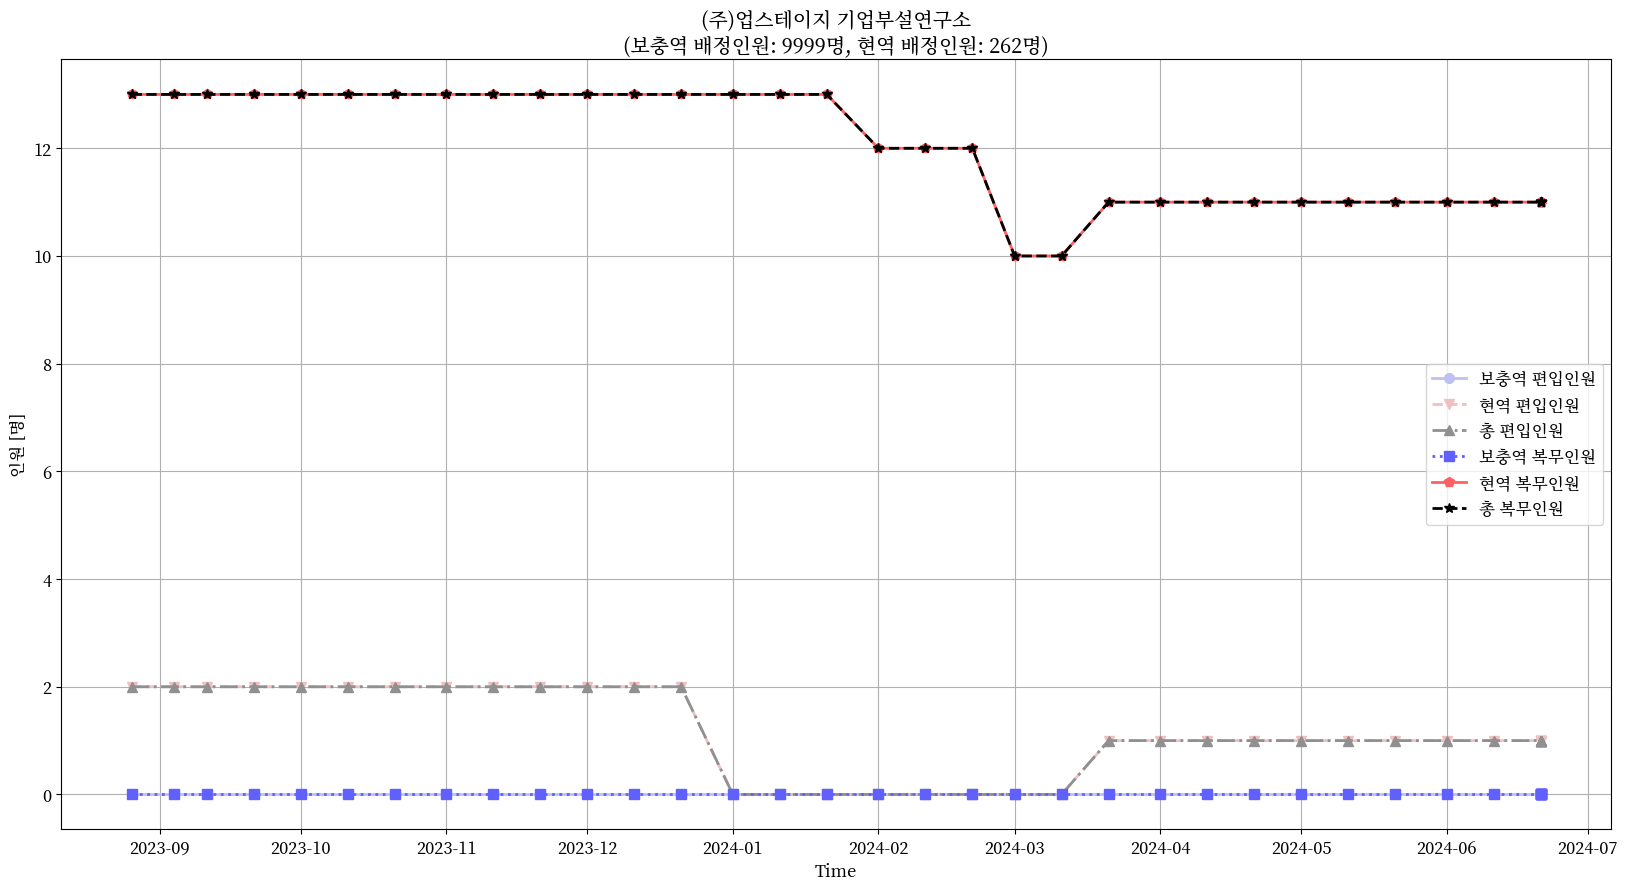 (주)업스테이지 기업부설연구소
(보충역 배정인원: 9999명, 현역 배정인원: 262명)
인원 [명]
12
10
8
6
4
2
0
보충역 편입인원
현역 편입인원
총 편입인원
보충역 복무인원
현역 복무인원
총 복무인원
2023-09 2023-10 2023-11 2023-12 2024-01 2024-02 2024-03 2024-04 2024-05 2024-06 2024-07
Time